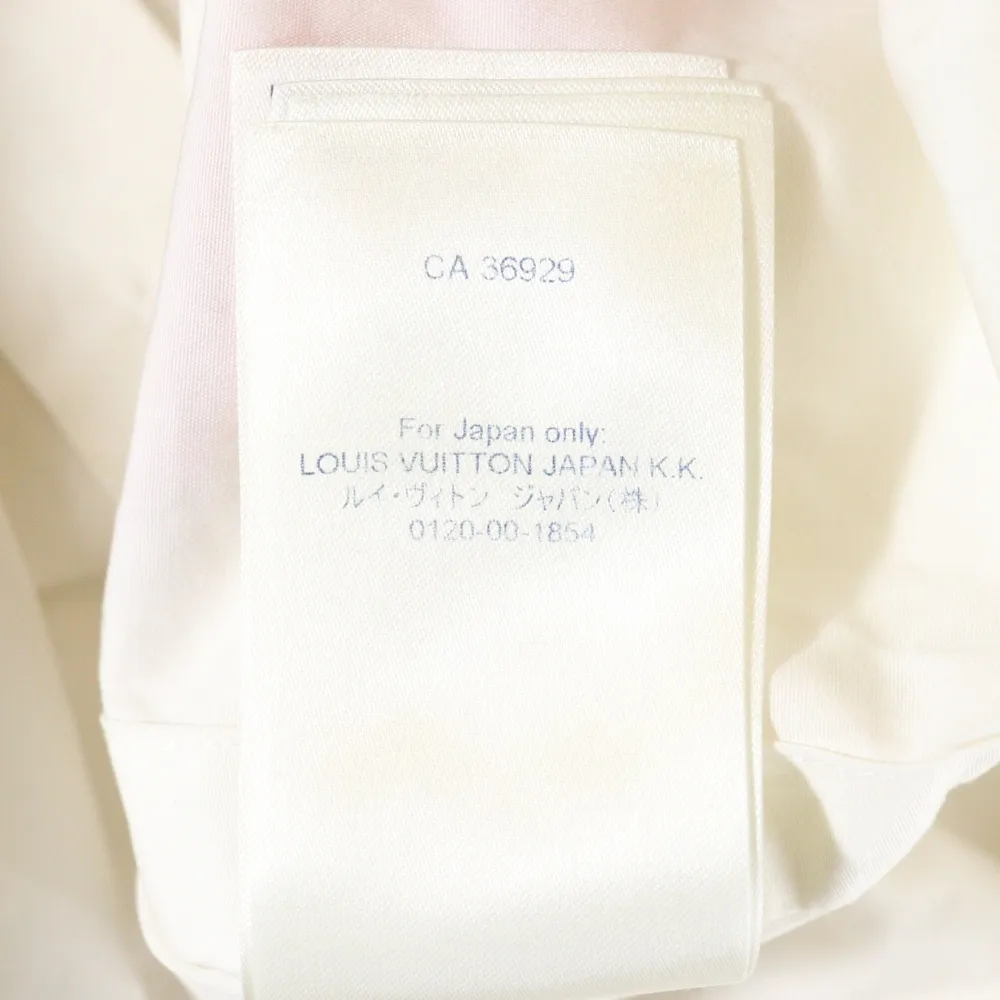 CA 36929
For Japan only:
LOUIS VUITTON JAPAN K.K.
ルイ・ヴィトン ジャパン(株)
0120-00-1854